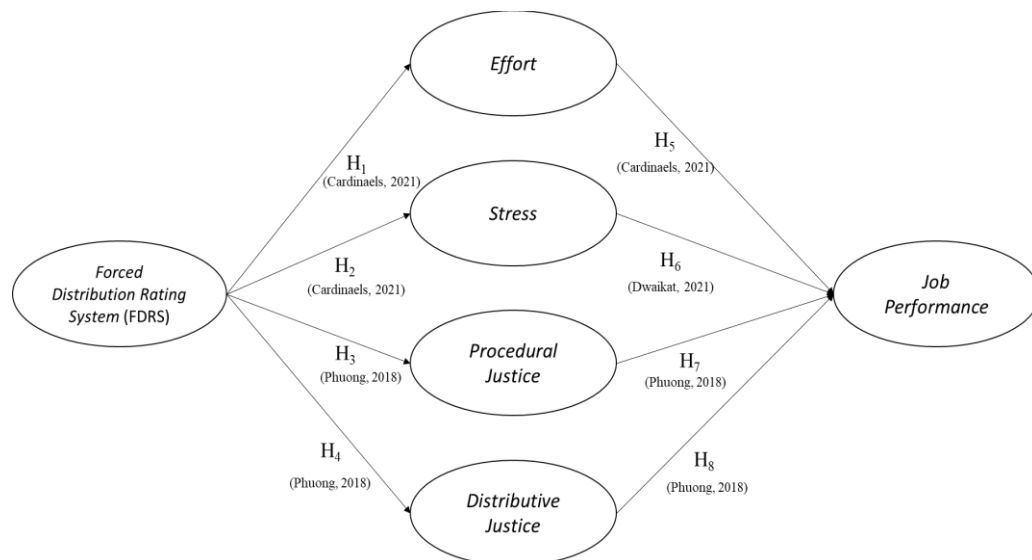 Effort
H₁
(Cardinaels, 2021)
H₅
(Cardinaels, 2021)
Stress
H₂
(Cardinaels, 2021)
H₆
(Dwaikat, 2021)
Forced
Distribution Rating
System (FDRS)
Job
Performance
H₃
(Phuong, 2018)
Procedural
Justice
H₇
(Phuong, 2018)
H₄
(Phuong, 2018)
H₈
(Phuong, 2018)
Distributive
Justice